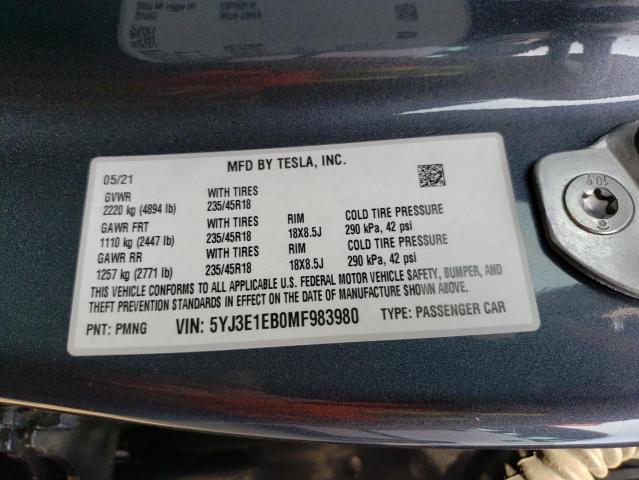 MFD BY TESLA, INC.
05/21
GVWR WITH TIRES
2220 kg (4894 lb) 235/45R18
GAWR FRT WITH TIRES RIM COLD TIRE PRESSURE
1110 kg (2447 lb) 235/45R18 18X8.5J 290 kPa, 42 psi
GAWR RR WITH TIRES RIM COLD TIRE PRESSURE
1257 kg (2771 lb) 235/45R18 18X8.5J 290 kPa, 42 psi
THIS VEHICLE CONFORMS TO ALL APPLICABLE U.S. FEDERAL MOTOR VEHICLE SAFETY, BUMPER, AND
THEFT PREVENTION STANDARDS IN EFFECT ON THE DATE OF MANUFACTURE SHOWN ABOVE.
PNT: PMNG VIN: 5YJ3E1EB0MF983980 TYPE: PASSENGER CAR
10.9